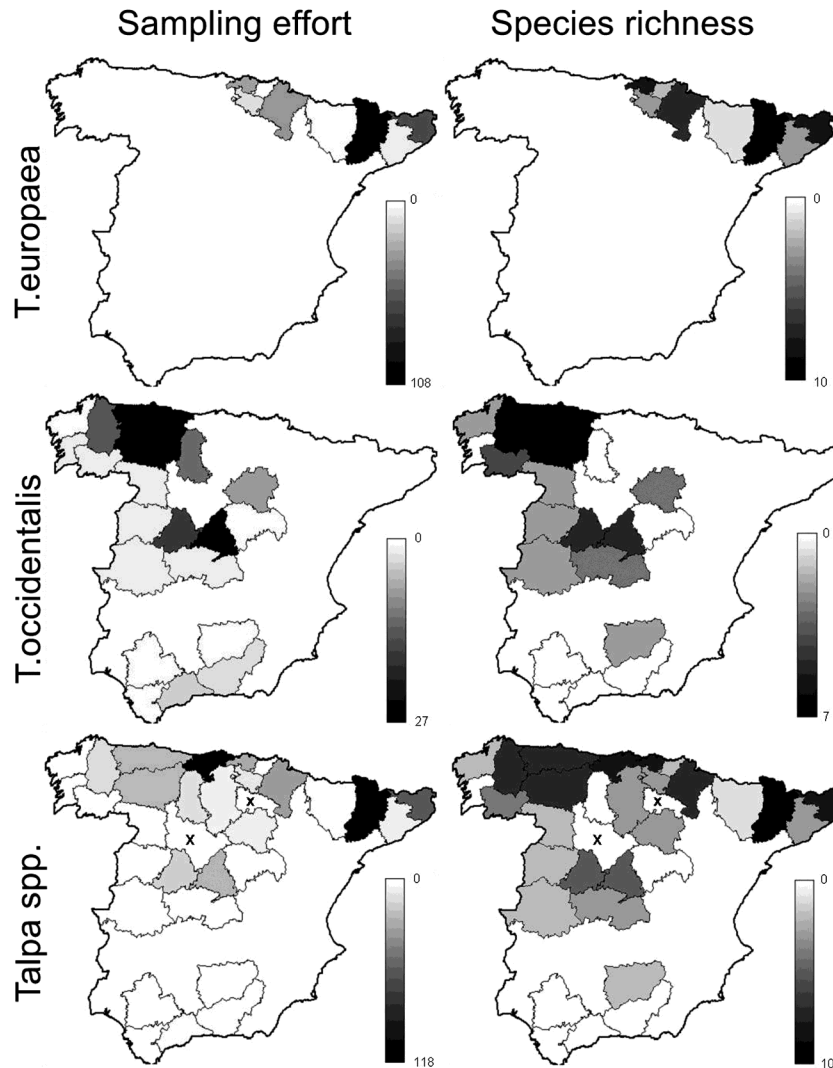 Sampling effort
Species richness
T.europaea
0
108
0
10
T.occidentalis
0
27
0
7
Talpa spp.
x
x
0
118
x
x
0
10